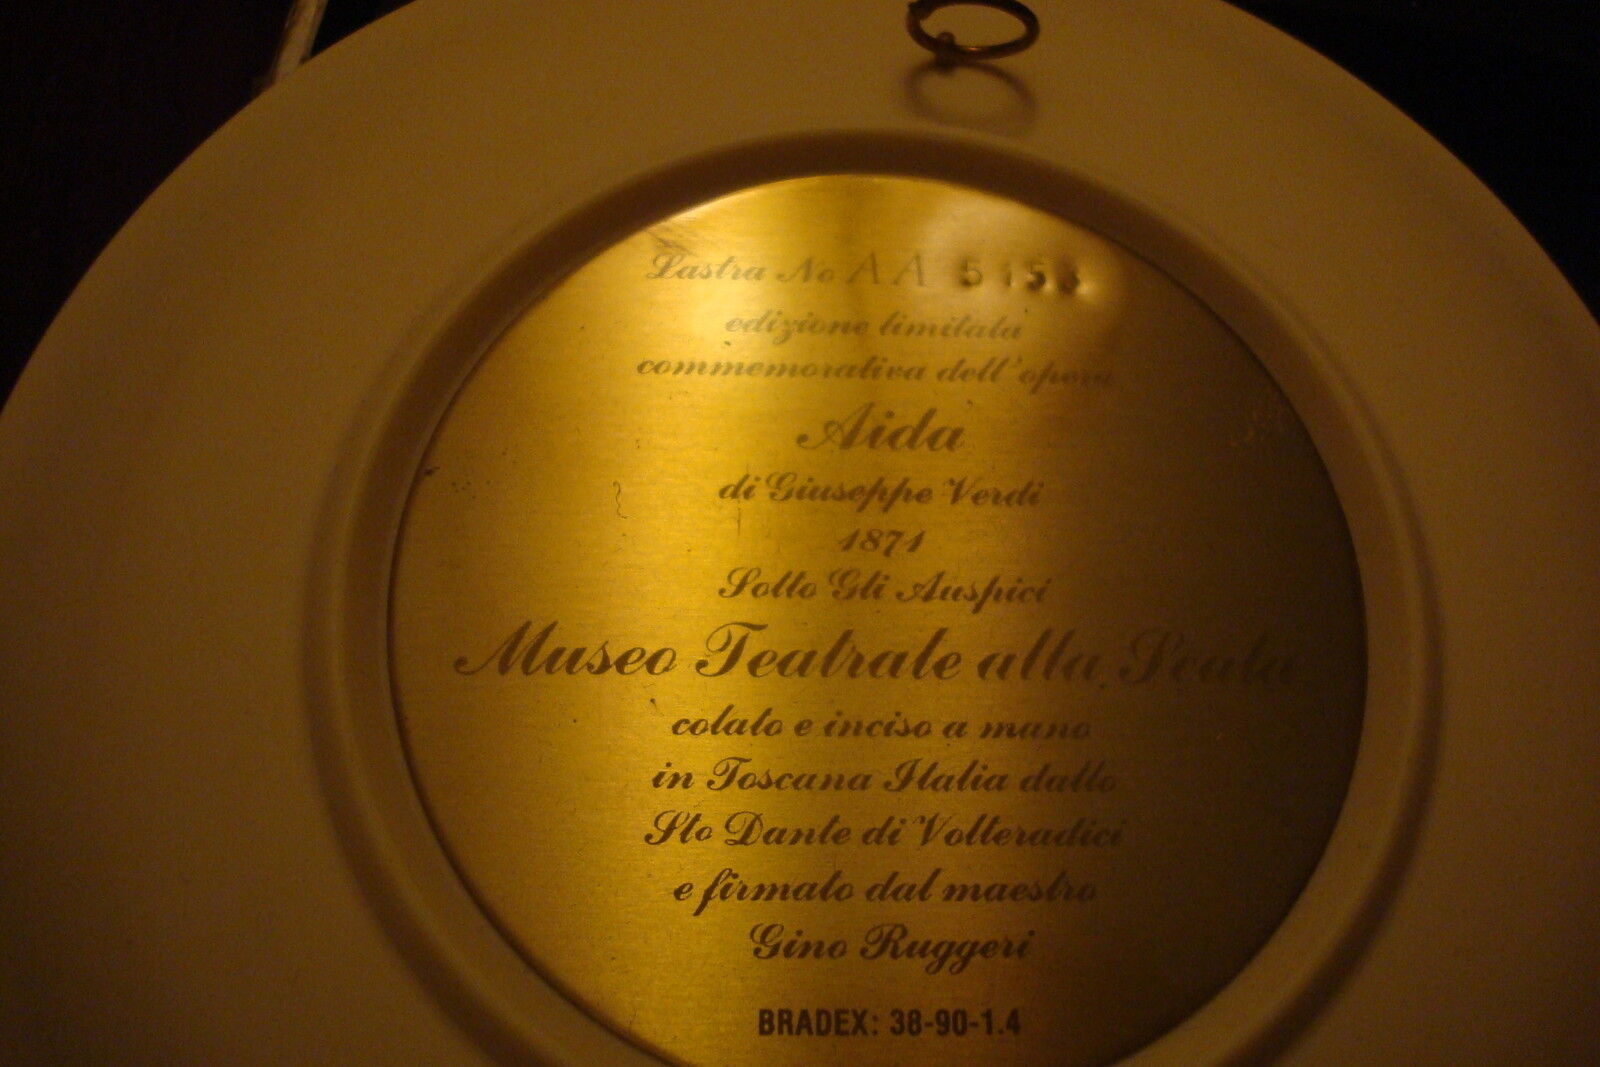 Lastra No AA 5153
edizione limitata
commemorativa dell'opera
Aida
di Giuseppe Verdi
1871
Sotto Gli Auspici
Museo Teatrale alla Scala
colato e inciso a mano
in Toscana Italia dallo
Sto Dante di Volteradici
e firmato dal maestro
Gino Ruggeri
BRADEX: 38-90-1.4